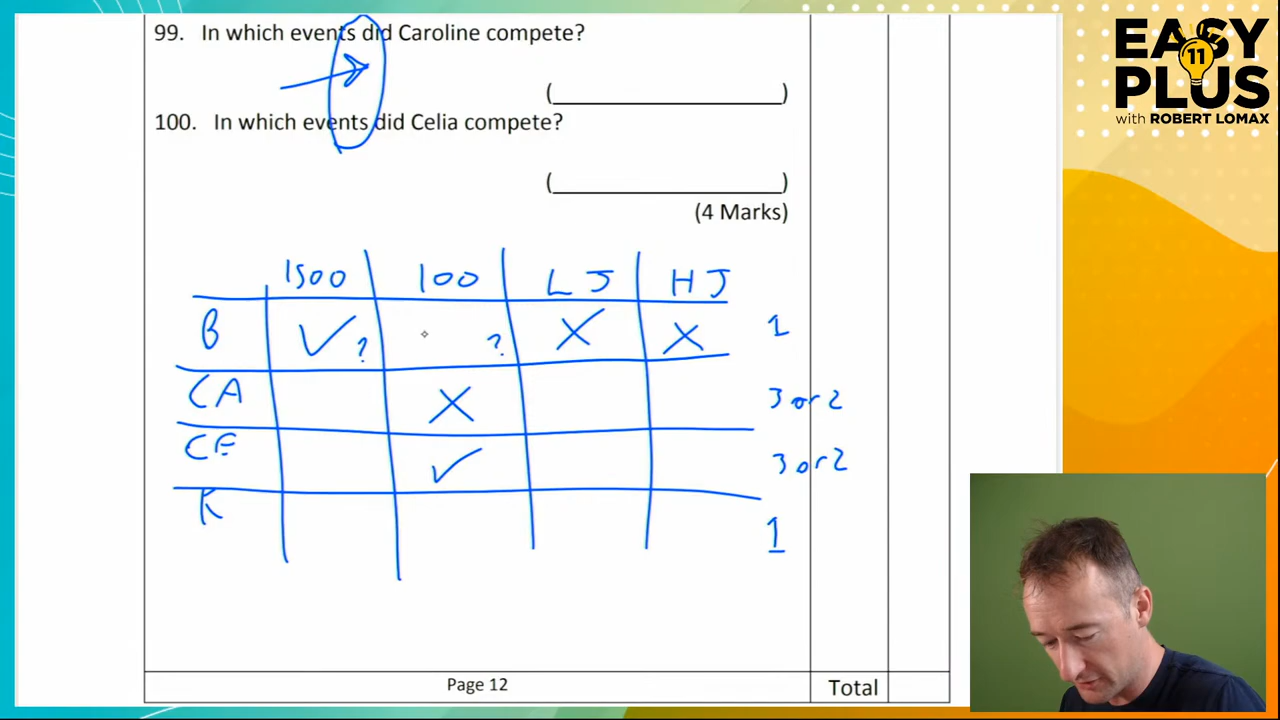 99. In which events did Caroline compete?
(____________________)
100. In which events did Celia compete?
(____________________)
(4 Marks)
1500 100 LJ HJ
B ✓? ? X X 1
CA X 3 or 2
CE ✓ 3 or 2
K 1
Page 12 Total
EASY
11
PLUS
with ROBERT LOMAX